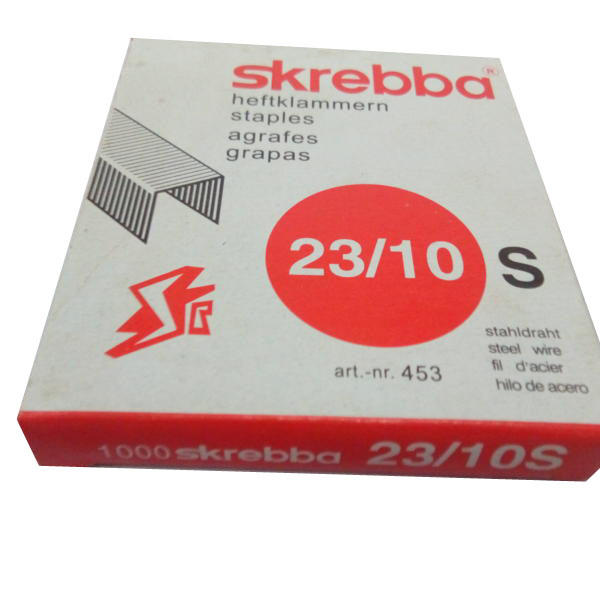 skrebba®
heftklammern
staples
agrafes
grapas
23/10 S
stahldraht
steel wire
fil d'acier
hilo de acero
art.-nr. 453
1000 skrebba 23/10S